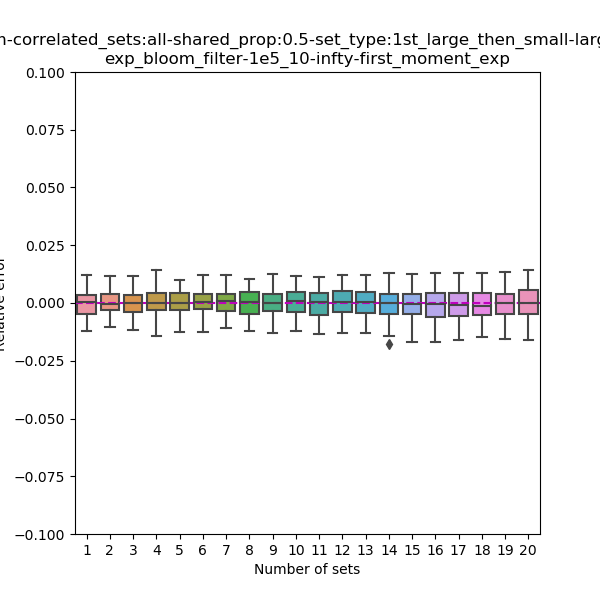 -correlated_sets:all-shared_prop:0.5-set_type:1st_large_then_small-larg
exp_bloom_filter-1e5_10-infty-first_moment_exp
0.100
0.075
0.050
0.025
0.000
−0.025
−0.050
−0.075
−0.100
Relative error
1 2 3 4 5 6 7 8 9 10 11 12 13 14 15 16 17 18 19 20
Number of sets